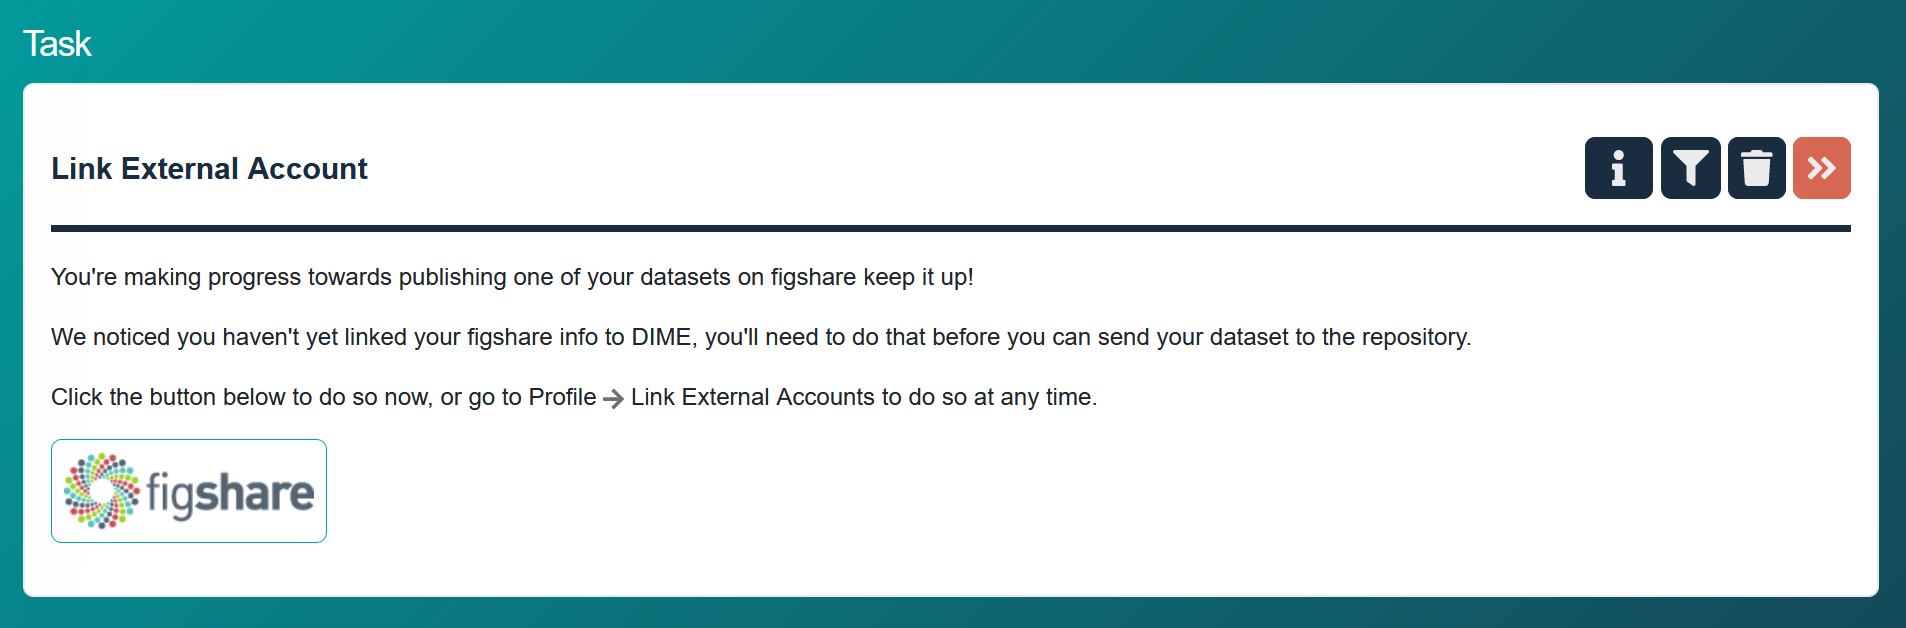 Task
Link External Account
You're making progress towards publishing one of your datasets on figshare keep it up!
We noticed you haven't yet linked your figshare info to DIME, you'll need to do that before you can send your dataset to the repository.
Click the button below to do so now, or go to Profile → Link External Accounts to do so at any time.
figshare